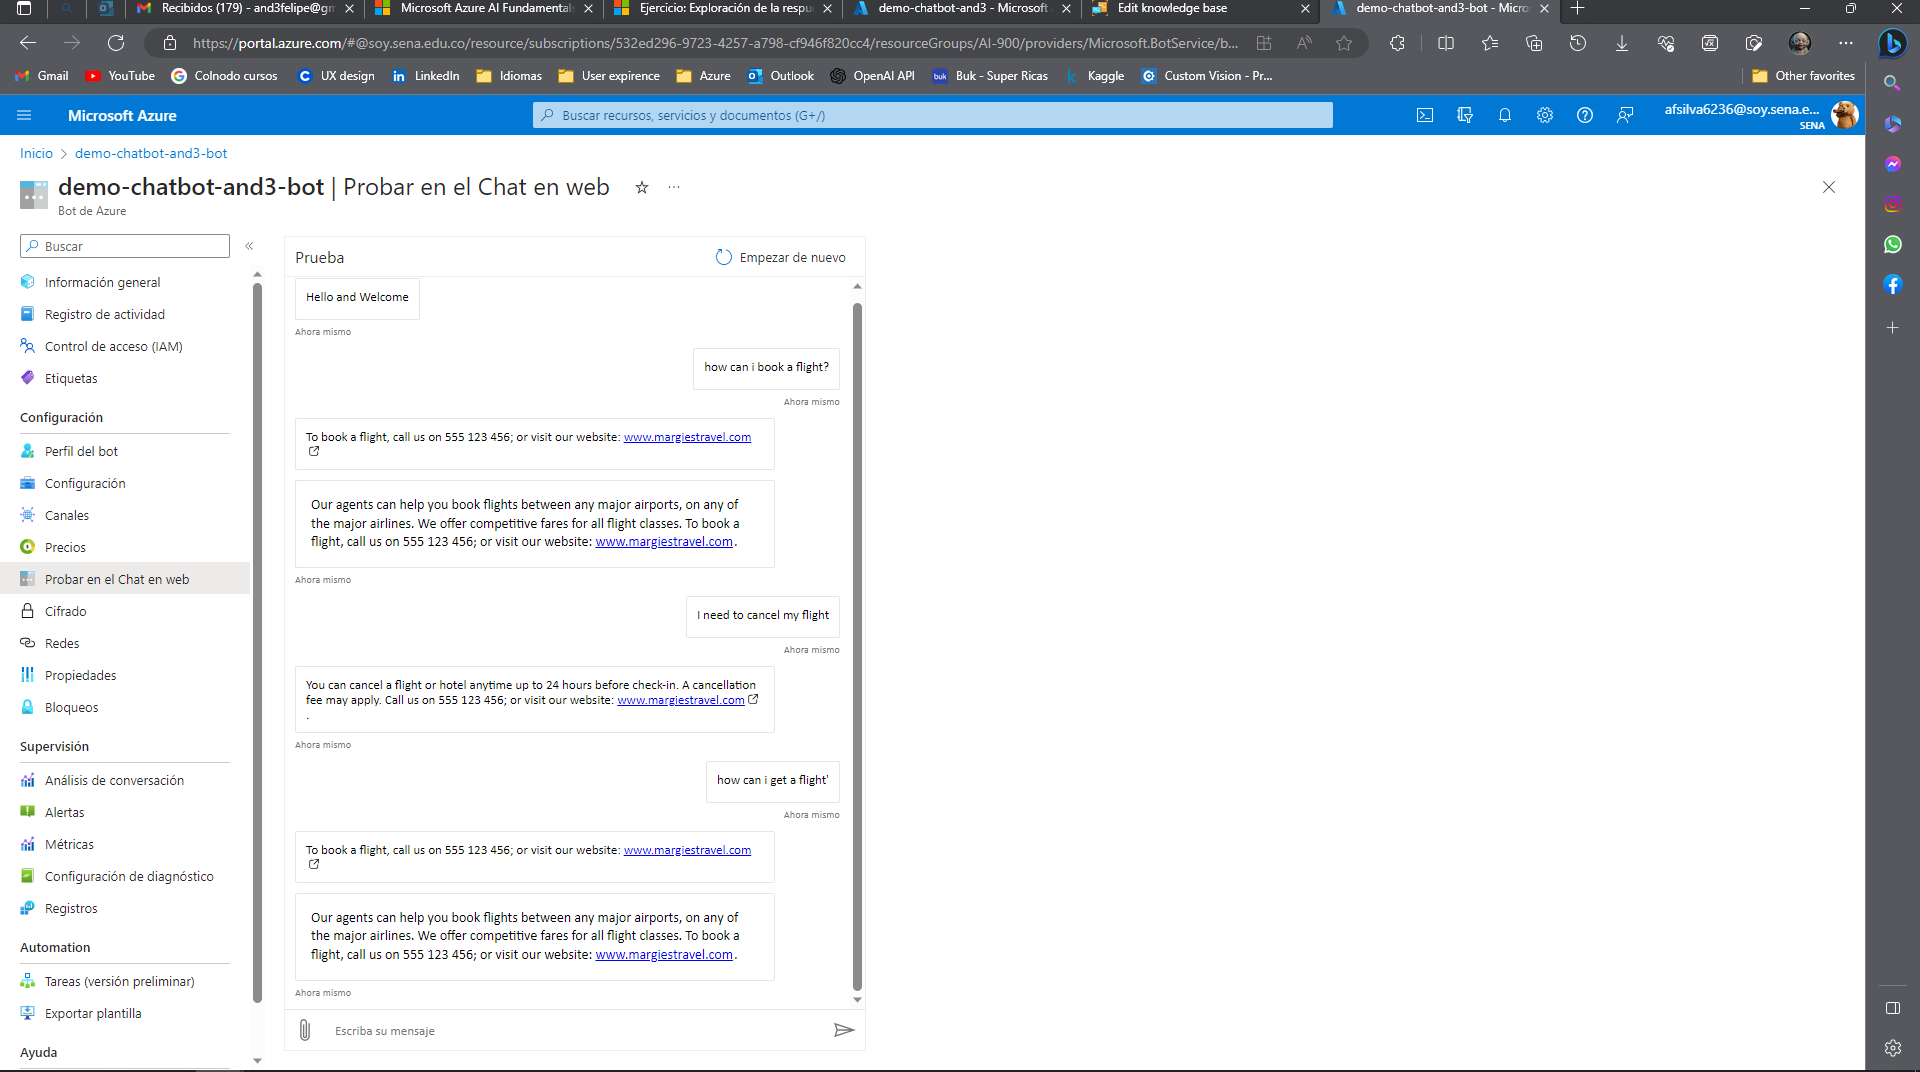 Recibidos (179) - and3felipe@gm
Microsoft Azure AI Fundamentals
Ejercicio: Exploración de la respu
demo-chatbot-and3 - Microsoft
Edit knowledge base
demo-chatbot-and3-bot - Micro
https://portal.azure.com/#@soy.sena.edu.co/resource/subscriptions/532ed296-9723-4257-a798-cf946f820cc4/resourceGroups/AI-900/providers/Microsoft.BotService/b...
Gmail
YouTube
Colnodo cursos
UX design
LinkedIn
Idiomas
User expirence
Azure
Outlook
OpenAI API
Buk - Super Ricas
Kaggle
Custom Vision - Pr...
Other favorites
Microsoft Azure
Buscar recursos, servicios y documentos (G+/)
afsilva6236@soy.sena.e...
SENA
Inicio > demo-chatbot-and3-bot
demo-chatbot-and3-bot | Probar en el Chat en web
Bot de Azure
Buscar
Información general
Registro de actividad
Control de acceso (IAM)
Etiquetas
Configuración
Perfil del bot
Configuración
Canales
Precios
Probar en el Chat en web
Cifrado
Redes
Propiedades
Bloqueos
Supervisión
Análisis de conversación
Alertas
Métricas
Configuración de diagnóstico
Registros
Automation
Tareas (versión preliminar)
Exportar plantilla
Ayuda
Prueba
Empezar de nuevo
Hello and Welcome
Ahora mismo
how can i book a flight?
Ahora mismo
To book a flight, call us on 555 123 456; or visit our website: www.margiestravel.com
Our agents can help you book flights between any major airports, on any of
the major airlines. We offer competitive fares for all flight classes. To book a
flight, call us on 555 123 456; or visit our website: www.margiestravel.com.
Ahora mismo
I need to cancel my flight
Ahora mismo
You can cancel a flight or hotel anytime up to 24 hours before check-in. A cancellation
fee may apply. Call us on 555 123 456; or visit our website: www.margiestravel.com
.
Ahora mismo
how can i get a flight'
Ahora mismo
To book a flight, call us on 555 123 456; or visit our website: www.margiestravel.com
Our agents can help you book flights between any major airports, on any of
the major airlines. We offer competitive fares for all flight classes. To book a
flight, call us on 555 123 456; or visit our website: www.margiestravel.com.
Ahora mismo
Escriba su mensaje